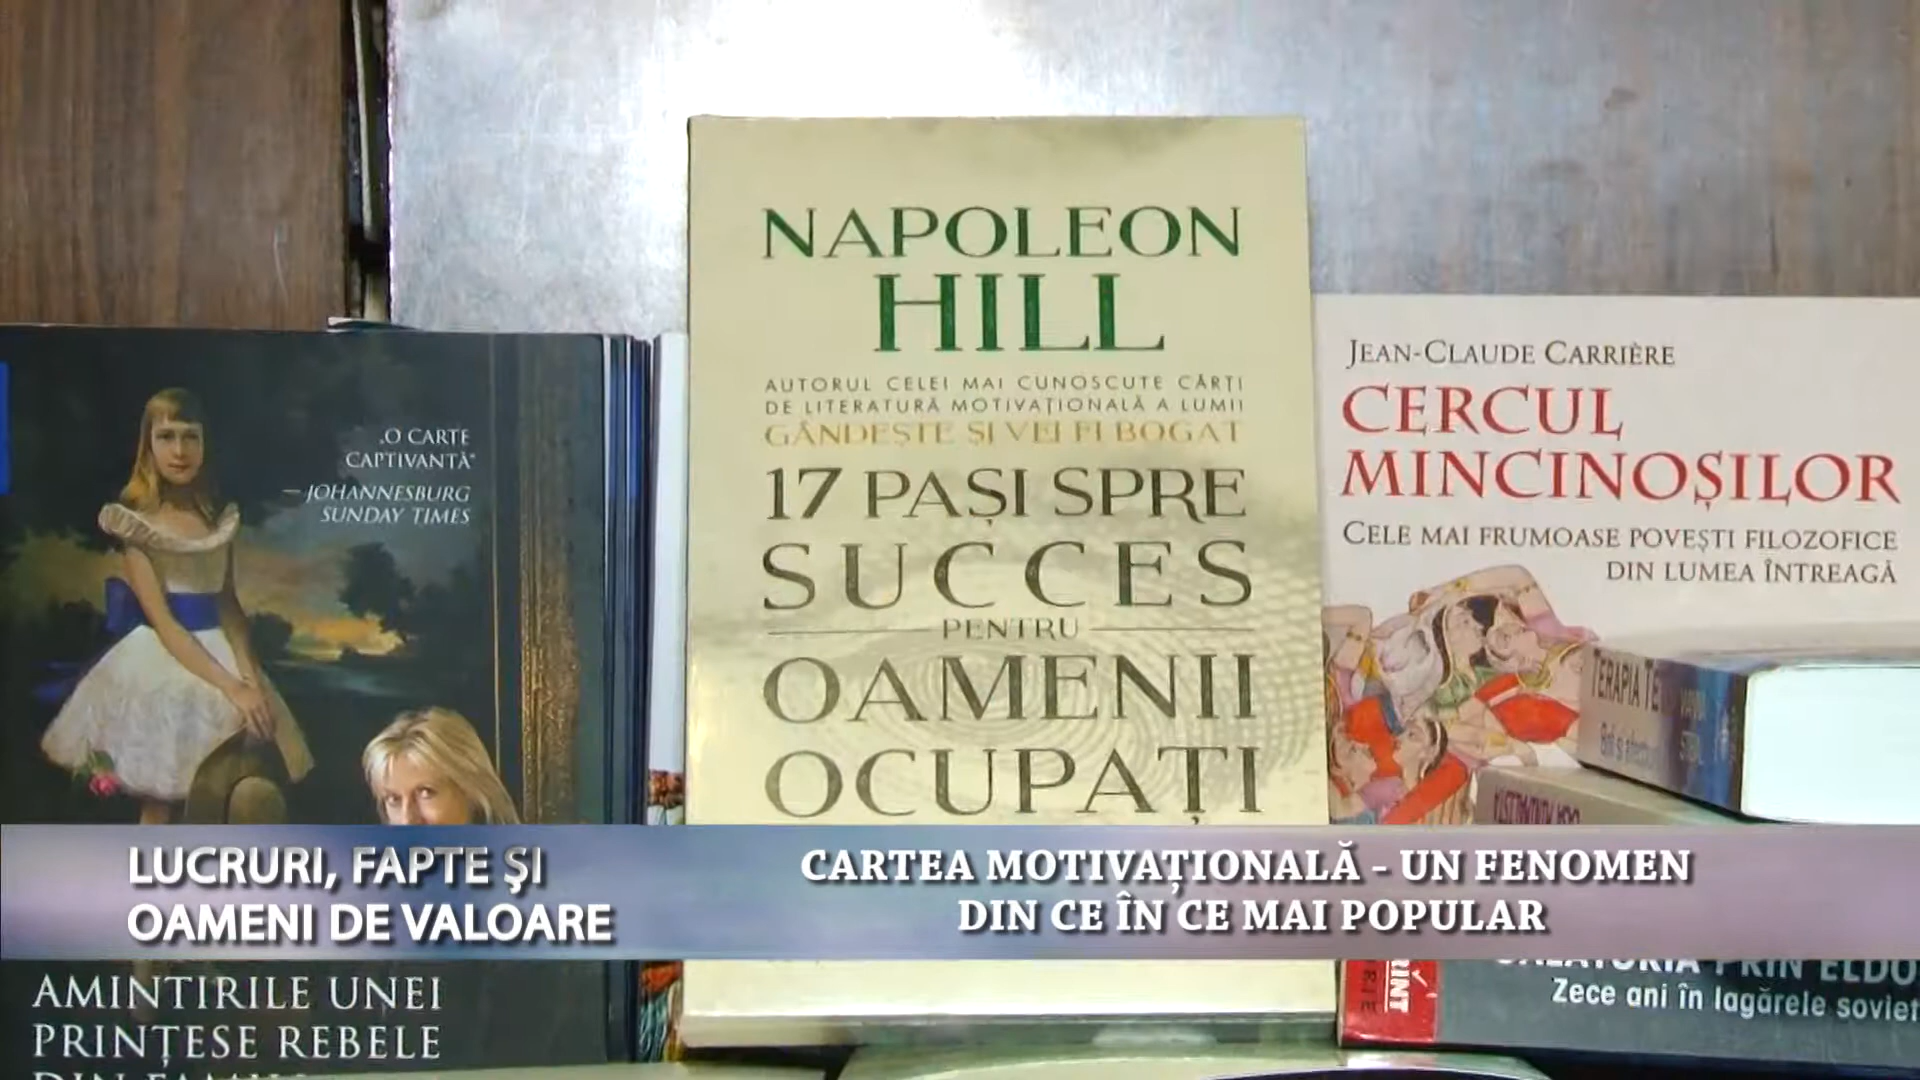 NAPOLEON
HILL
AUTORUL CELEI MAI CUNOSCUTE CĂRȚI
DE LITERATURĂ MOTIVAȚIONALĂ A LUMII
GÂNDEȘTE ȘI VEI FI BOGAT
17 PAȘI SPRE
SUCCES
PENTRU
OAMENII
OCUPAȚI
„O CARTE
CAPTIVANTĂ"
— JOHANNESBURG
SUNDAY TIMES
JEAN-CLAUDE CARRIÈRE
CERCUL
MINCINOȘILOR
CELE MAI FRUMOASE POVEȘTI FILOZOFICE
DIN LUMEA ÎNTREAGĂ
TERAPIA
LUCRURI, FAPTE ŞI
OAMENI DE VALOARE
CARTEA MOTIVAȚIONALĂ - UN FENOMEN
DIN CE ÎN CE MAI POPULAR
AMINTIRILE UNEI
PRINȚESE REBELE
PRIN
Zece ani în lagărele